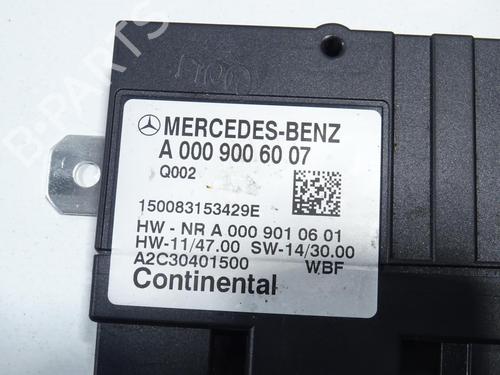 MERCEDES-BENZ
A 000 900 60 07
Q002
150083153429E
HW - NR A 000 901 06 01
HW-11/47.00 SW-14/30.00
A2C30401500 WBF
Continental